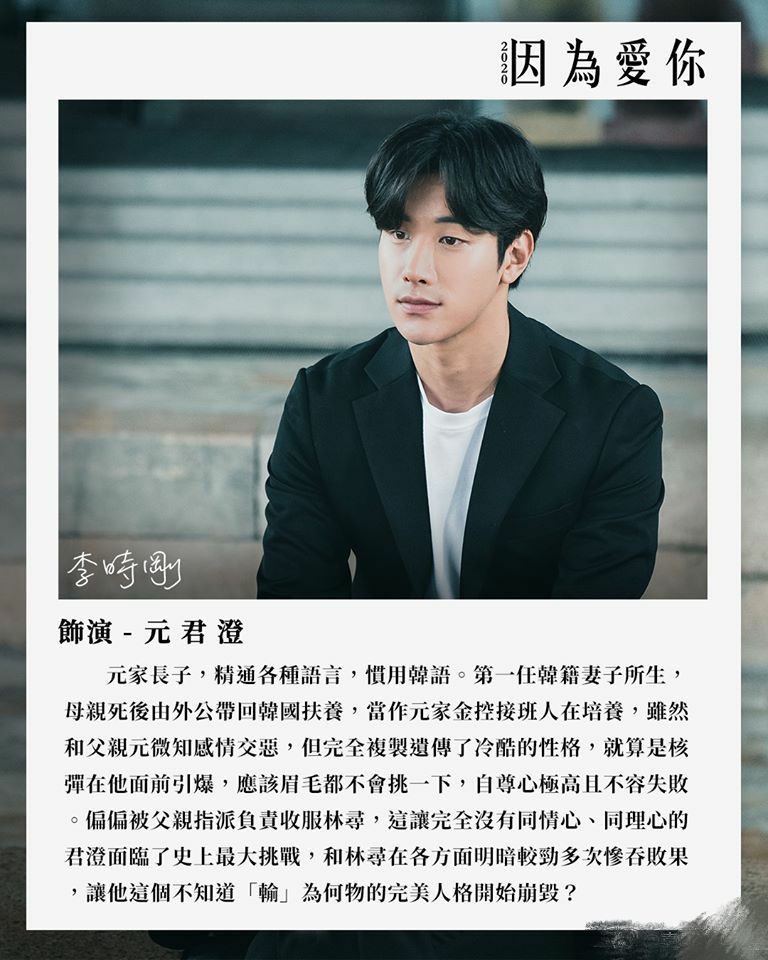 2020 因為愛你
李時剛
飾演 - 元君澄
元家長子，精通各種語言，慣用韓語。第一任韓籍妻子所生，
母親死後由外公帶回韓國扶養，當作元家金控接班人在培養，雖然
和父親元微知感情交惡，但完全複製遺傳了冷酷的性格，就算是核
彈在他面前引爆，應該眉毛都不會挑一下，自尊心極高且不容失敗
。偏偏被父親指派負責收服林尋，這讓完全沒有同情心、同理心的
君澄面臨了史上最大挑戰，和林尋在各方面明暗較勁多次慘吞敗果
，讓他這個不知道「輸」為何物的完美人格開始崩毀？